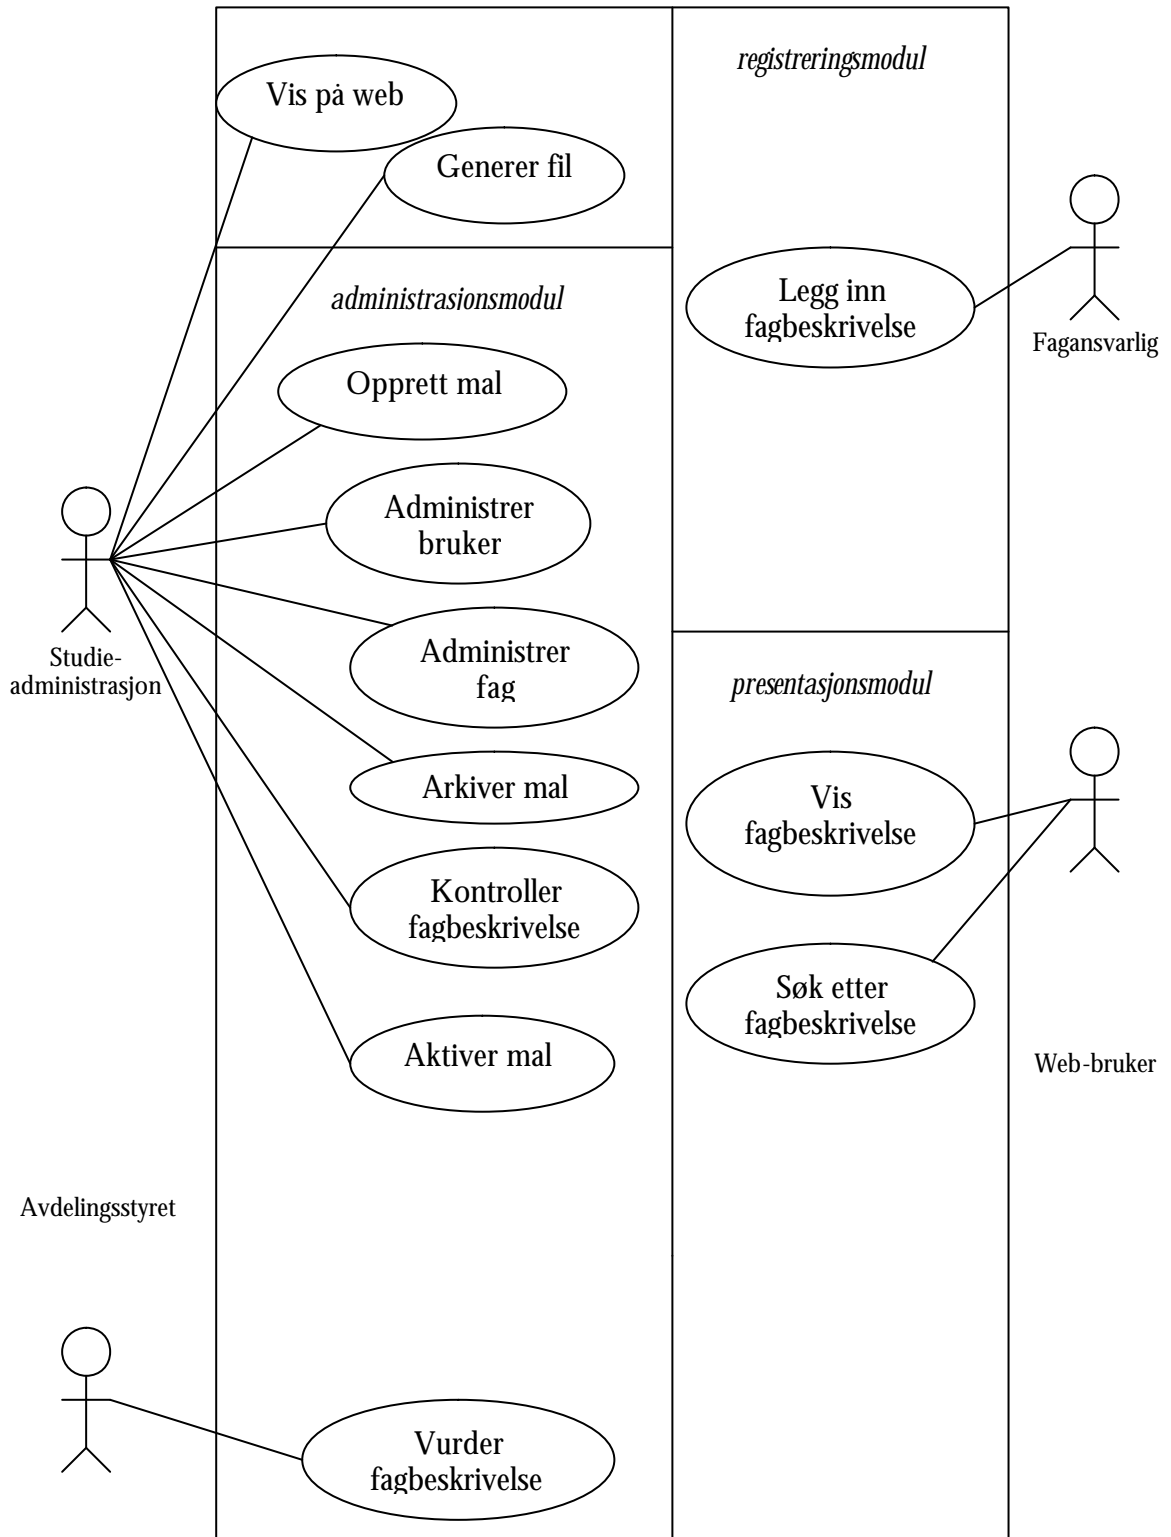 registreringsmodul
Vis på web
Generer fil
Legg inn
fagbeskrivelse
Fagansvarlig
administrasjonsmodul
Opprett mal
Administrer
bruker
Administrer
fag
Studie-
administrasjon
presentasjonsmodul
Arkiver mal
Vis
fagbeskrivelse
Kontroller
fagbeskrivelse
Søk etter
fagbeskrivelse
Aktiver mal
Web-bruker
Avdelingsstyret
Vurder
fagbeskrivelse